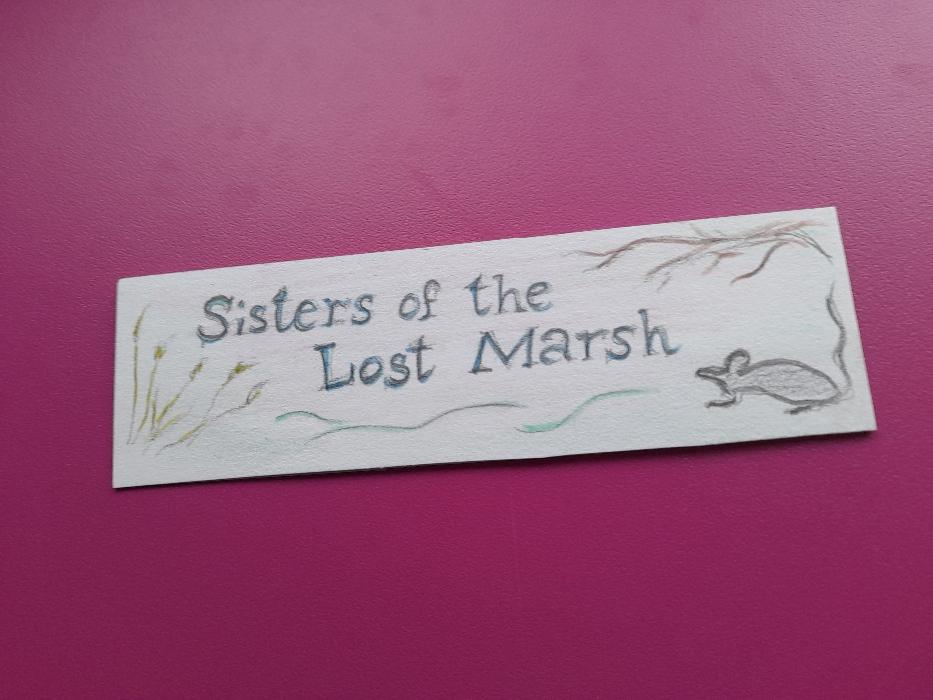 Sisters of the
Lost Marsh